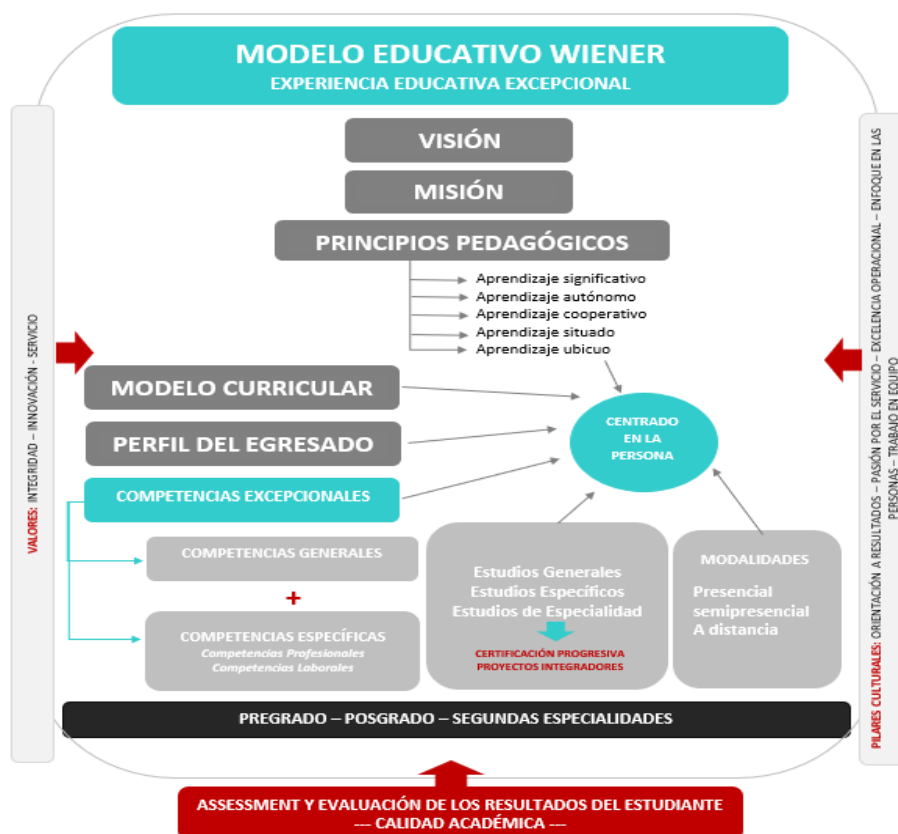 MODELO EDUCATIVO WIENER
EXPERIENCIA EDUCATIVA EXCEPCIONAL
VISIÓN
MISIÓN
PRINCIPIOS PEDAGÓGICOS
Aprendizaje significativo
Aprendizaje autónomo
Aprendizaje cooperativo
Aprendizaje situado
Aprendizaje ubicuo
VALORES: INTEGRIDAD – INNOVACIÓN - SERVICIO
PILARES CULTURALES: ORIENTACIÓN A RESULTADOS – PASIÓN POR EL SERVICIO – EXCELENCIA OPERACIONAL – ENFOQUE EN LAS
PERSONAS – TRABAJO EN EQUIPO
MODELO CURRICULAR
PERFIL DEL EGRESADO
COMPETENCIAS EXCEPCIONALES
CENTRADO
EN LA
PERSONA
COMPETENCIAS GENERALES
+
COMPETENCIAS ESPECÍFICAS
Competencias Profesionales
Competencias Laborales
Estudios Generales
Estudios Específicos
Estudios de Especialidad
CERTIFICACIÓN PROGRESIVA
PROYECTOS INTEGRADORES
MODALIDADES
Presencial
semipresencial
A distancia
PREGRADO – POSGRADO – SEGUNDAS ESPECIALIDADES
ASSESSMENT Y EVALUACIÓN DE LOS RESULTADOS DEL ESTUDIANTE
--- CALIDAD ACADÉMICA ---